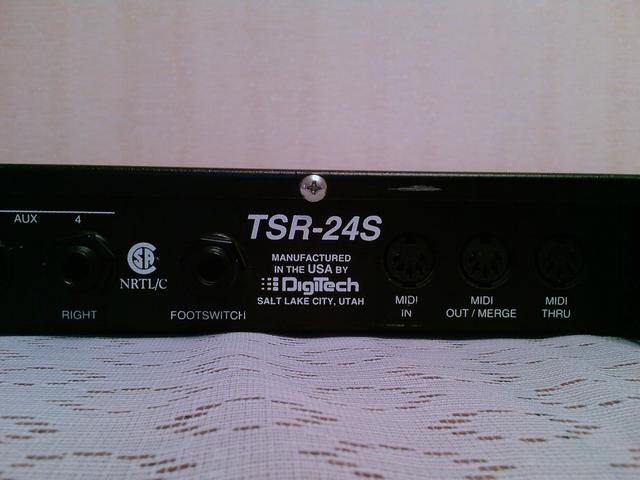 AUX 4
RIGHT
CSA
NRTL/C
FOOTSWITCH
TSR-24S
MANUFACTURED
IN THE USA BY
DigiTech
SALT LAKE CITY, UTAH
MIDI
IN
MIDI
OUT / MERGE
MIDI
THRU